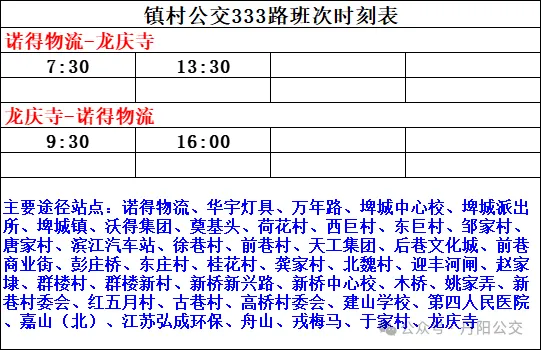 镇村公交333路班次时刻表
诺得物流-龙庆寺
7:30 13:30
龙庆寺-诺得物流
9:30 16:00
主要途径站点：诺得物流、华宇灯具、万年路、埤城中心校、埤城派出
所、埤城镇、沃得集团、奠基头、荷花村、西巨村、东巨村、邹家村、
唐家村、滨江汽车站、徐巷村、前巷村、天工集团、后巷文化城、前巷
商业街、彭庄桥、东庄村、桂花村、龚家村、北魏村、迎丰河闸、赵家
埭、群楼村、群楼新村、新桥新兴路、新桥中心校、木桥、姚家弄、新
巷村委会、红五月村、古巷村、高桥村委会、建山学校、第四人民医院
、嘉山（北）、江苏弘成环保、舟山、戎梅马、于家村、龙庆寺
公众号·丹阳公交